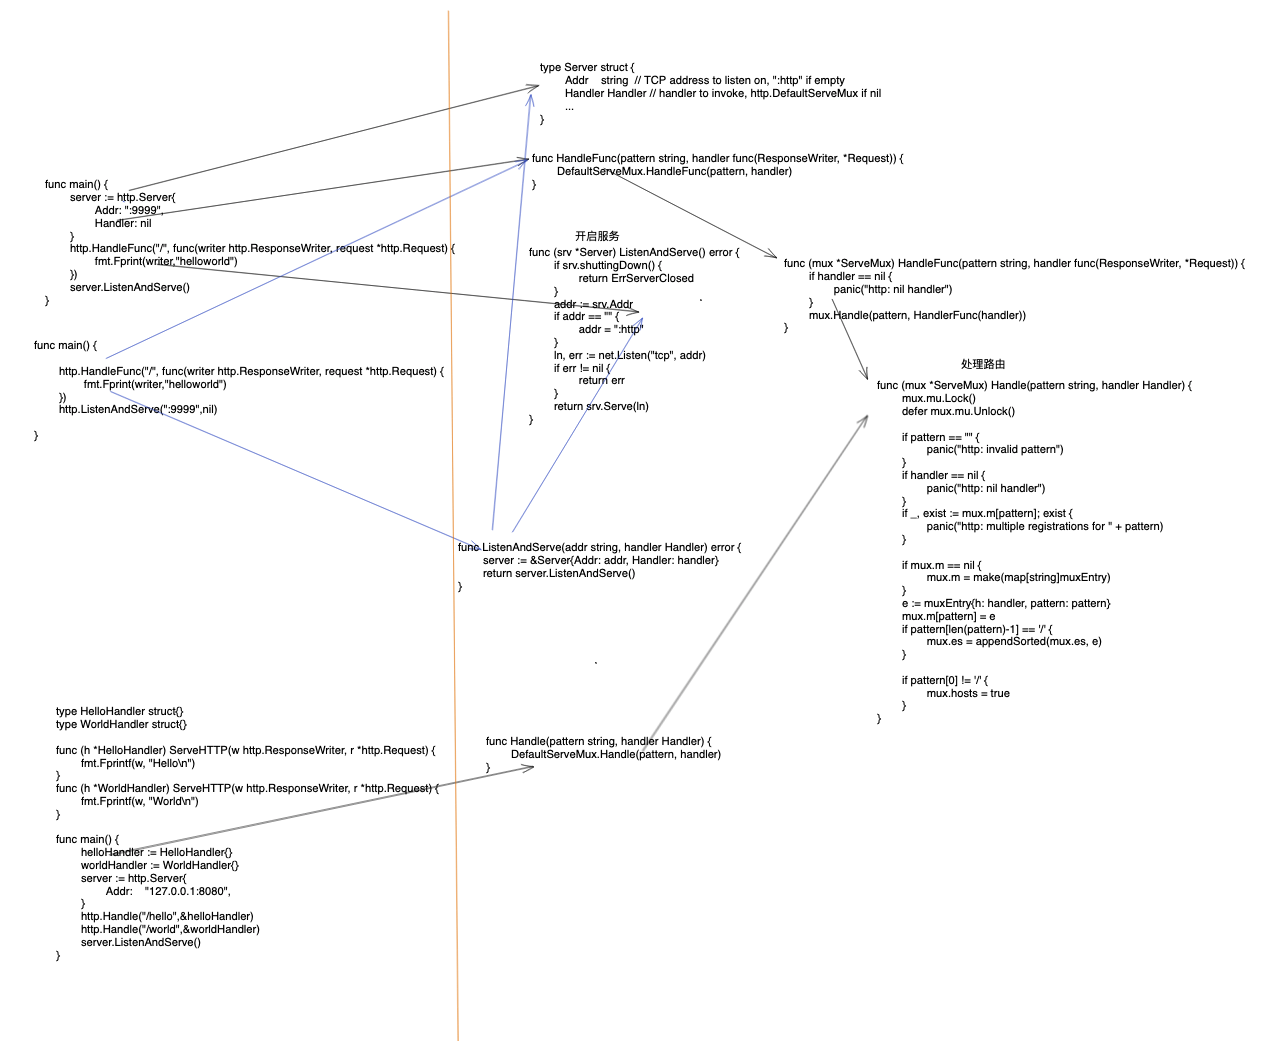 type Server struct {
Addr    string  // TCP address to listen on, ":http" if empty
Handler Handler // handler to invoke, http.DefaultServeMux if nil
...
}
func HandleFunc(pattern string, handler func(ResponseWriter, *Request)) {
DefaultServeMux.HandleFunc(pattern, handler)
}
func main() {
server := http.Server{
Addr: ":9999",
Handler: nil
}
http.HandleFunc("/", func(writer http.ResponseWriter, request *http.Request) {
fmt.Fprint(writer,"helloworld")
})
server.ListenAndServe()
}
开启服务
func (srv *Server) ListenAndServe() error {
if srv.shuttingDown() {
return ErrServerClosed
}
addr := srv.Addr
if addr == "" {
addr = ":http"
}
ln, err := net.Listen("tcp", addr)
if err != nil {
return err
}
return srv.Serve(ln)
}
func (mux *ServeMux) HandleFunc(pattern string, handler func(ResponseWriter, *Request)) {
if handler == nil {
panic("http: nil handler")
}
mux.Handle(pattern, HandlerFunc(handler))
}
func main() {
http.HandleFunc("/", func(writer http.ResponseWriter, request *http.Request) {
fmt.Fprint(writer,"helloworld")
})
http.ListenAndServe(":9999",nil)
}
处理路由
func (mux *ServeMux) Handle(pattern string, handler Handler) {
mux.mu.Lock()
defer mux.mu.Unlock()
if pattern == "" {
panic("http: invalid pattern")
}
if handler == nil {
panic("http: nil handler")
}
if _, exist := mux.m[pattern]; exist {
panic("http: multiple registrations for " + pattern)
}
if mux.m == nil {
mux.m = make(map[string]muxEntry)
}
e := muxEntry{h: handler, pattern: pattern}
mux.m[pattern] = e
if pattern[len(pattern)-1] == '/' {
mux.es = appendSorted(mux.es, e)
}
if pattern[0] != '/' {
mux.hosts = true
}
}
func ListenAndServe(addr string, handler Handler) error {
server := &Server{Addr: addr, Handler: handler}
return server.ListenAndServe()
}
type HelloHandler struct{}
type WorldHandler struct{}
func (h *HelloHandler) ServeHTTP(w http.ResponseWriter, r *http.Request) {
fmt.Fprintf(w, "Hello\n")
}
func (h *WorldHandler) ServeHTTP(w http.ResponseWriter, r *http.Request) {
fmt.Fprintf(w, "World\n")
}
func main() {
helloHandler := HelloHandler{}
worldHandler := WorldHandler{}
server := http.Server{
Addr:    "127.0.0.1:8080",
}
http.Handle("/hello",&helloHandler)
http.Handle("/world",&worldHandler)
server.ListenAndServe()
}
func Handle(pattern string, handler Handler) {
DefaultServeMux.Handle(pattern, handler)
}